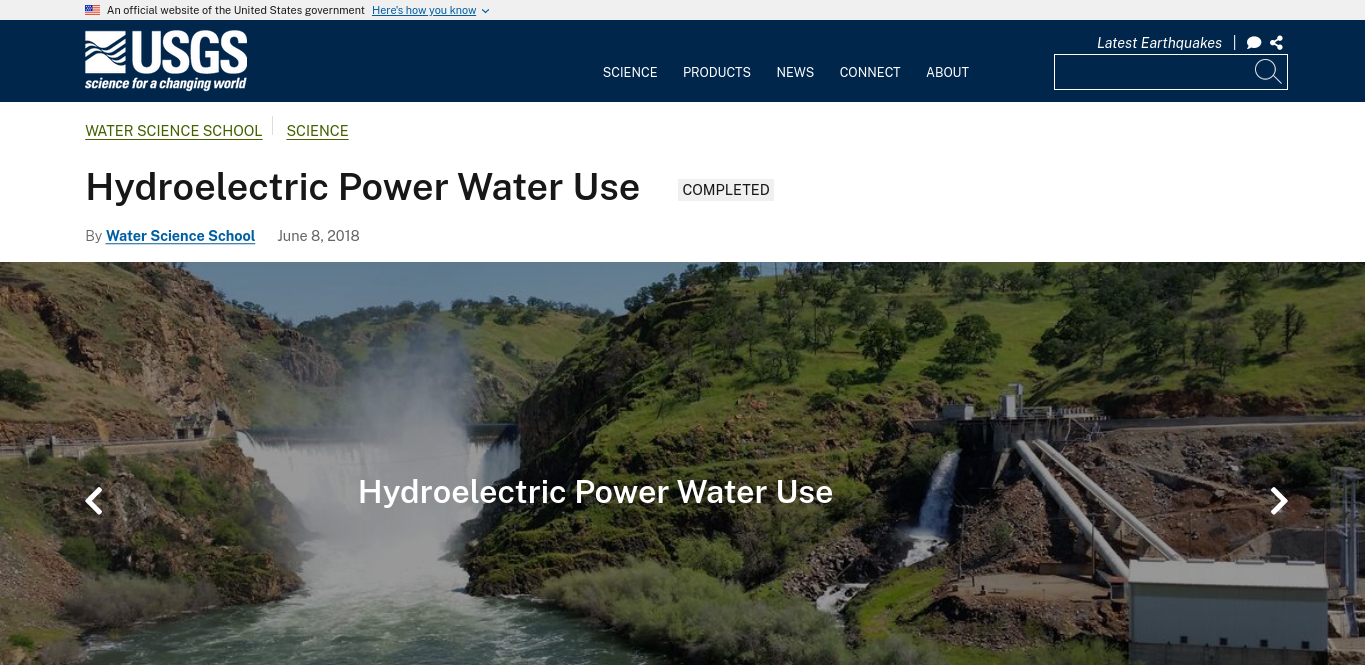 An official website of the United States government Here's how you know
USGS
science for a changing world
Latest Earthquakes |
SCIENCE PRODUCTS NEWS CONNECT ABOUT
WATER SCIENCE SCHOOL SCIENCE
Hydroelectric Power Water Use COMPLETED
By Water Science School June 8, 2018
Hydroelectric Power Water Use